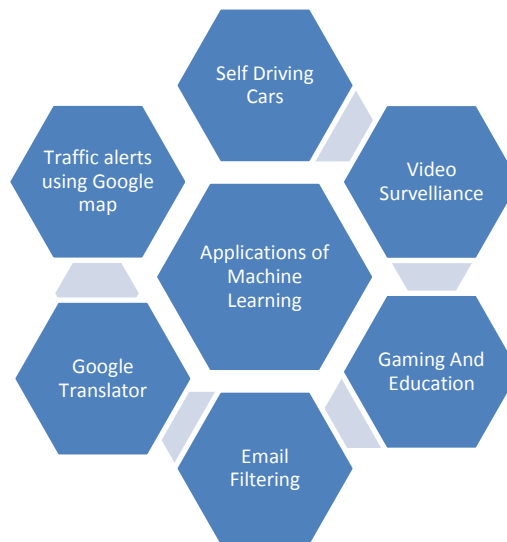 Self Driving
Cars
Traffic alerts
using Google
map
Video
Survelliance
Applications of
Machine
Learning
Google
Translator
Gaming And
Education
Email
Filtering